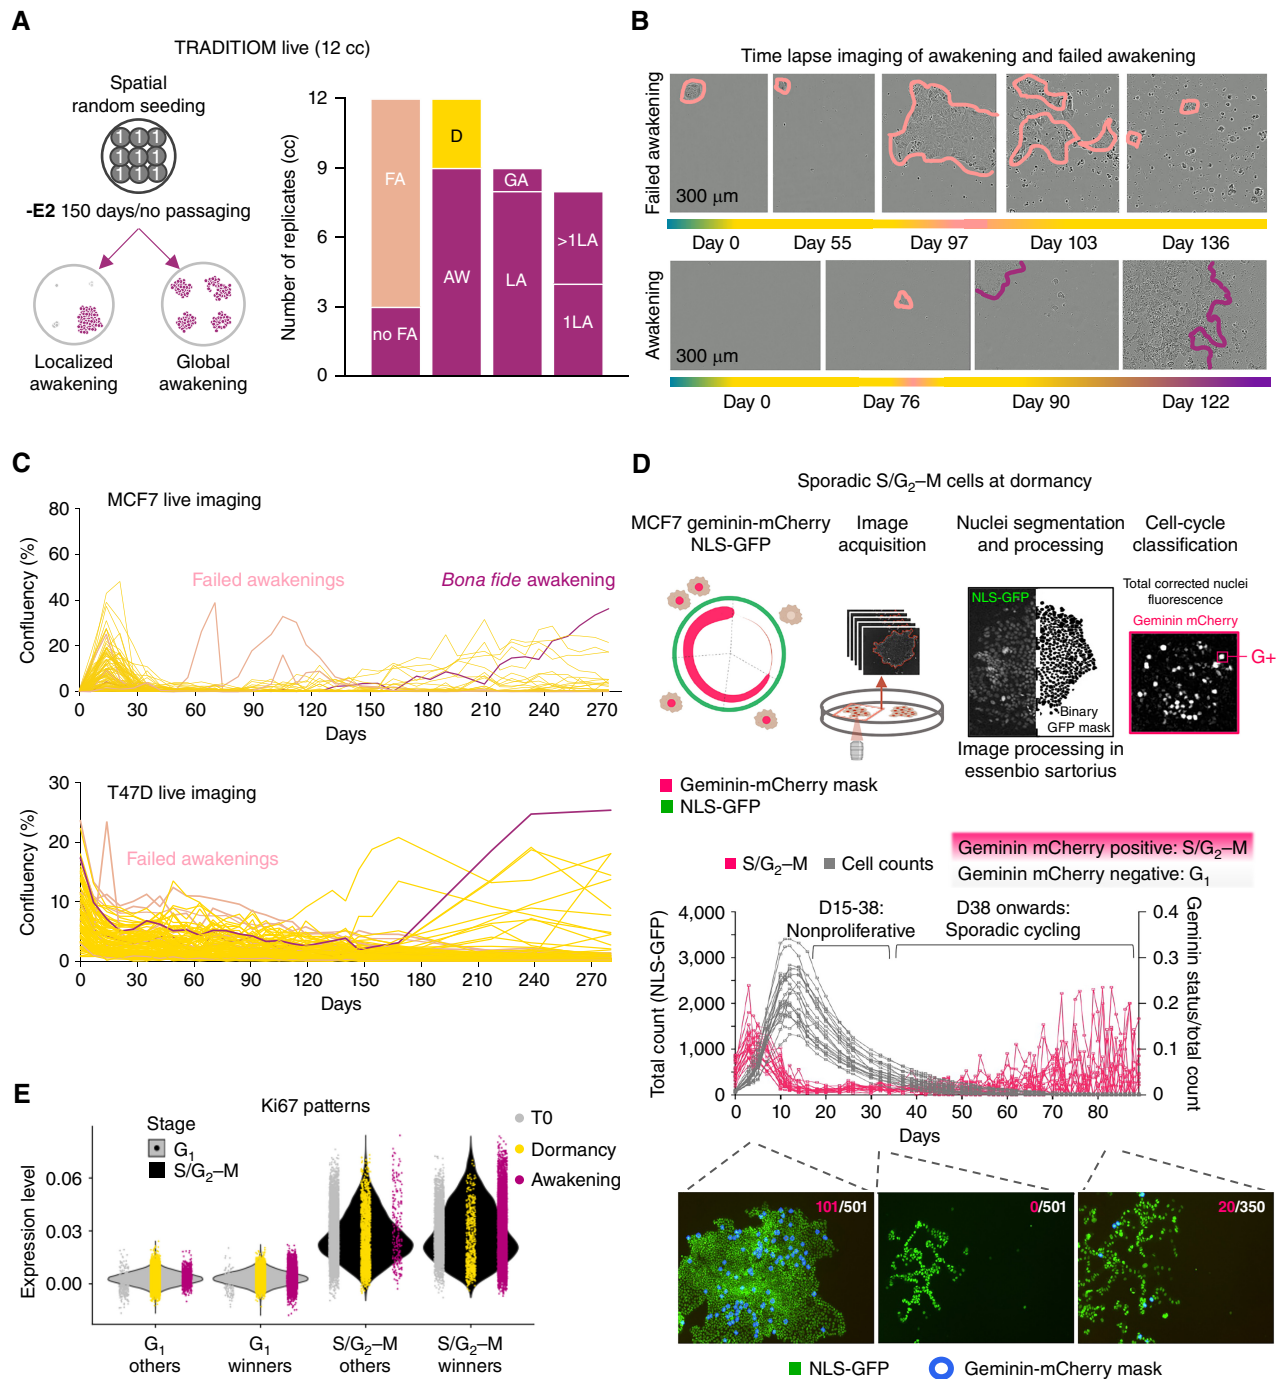 A
TRADITIOM live (12 cc)
Spatial
random seeding
1 1 1
1 1 1
1 1 1
-E2 150 days/no passaging
Localized
awakening
Global
awakening
Number of replicates (cc)
12
9
6
3
0
FA
no FA
D
AW
GA
LA
>1LA
1LA
B
Time lapse imaging of awakening and failed awakening
Failed awakening
300 μm
Day 0
Day 55
Day 97
Day 103
Day 136
Awakening
300 μm
Day 0
Day 76
Day 90
Day 122
C
MCF7 live imaging
Confluency (%)
80
60
40
20
0
Failed awakenings
Bona fide awakening
0 30 60 90 120 150 180 210 240 270
Days
T47D live imaging
Confluency (%)
30
20
10
0
Failed awakenings
0 30 60 90 120 150 180 210 240 270
Days
D
Sporadic S/G2–M cells at dormancy
MCF7 geminin-mCherry
NLS-GFP
Image
acquisition
Nuclei segmentation
and processing
Cell-cycle
classification
NLS-GFP
Binary
GFP mask
Total corrected nuclei
fluorescence
Geminin mCherry
G+
Image processing in
essenbio sartorius
Geminin-mCherry mask
NLS-GFP
S/G2–M
Cell counts
Geminin mCherry positive: S/G2–M
Geminin mCherry negative: G1
D15-38:
Nonproliferative
D38 onwards:
Sporadic cycling
Total count (NLS-GFP)
4,000
3,000
2,000
1,000
0
Geminin status/total count
0.4
0.3
0.2
0.1
0
0 10 20 30 40 50 60 70 80
Days
101/501
0/501
20/350
NLS-GFP
Geminin-mCherry mask
E
Ki67 patterns
Stage
G1
S/G2–M
T0
Dormancy
Awakening
Expression level
0.06
0.03
0.00
G1
others
G1
winners
S/G2–M
others
S/G2–M
winners